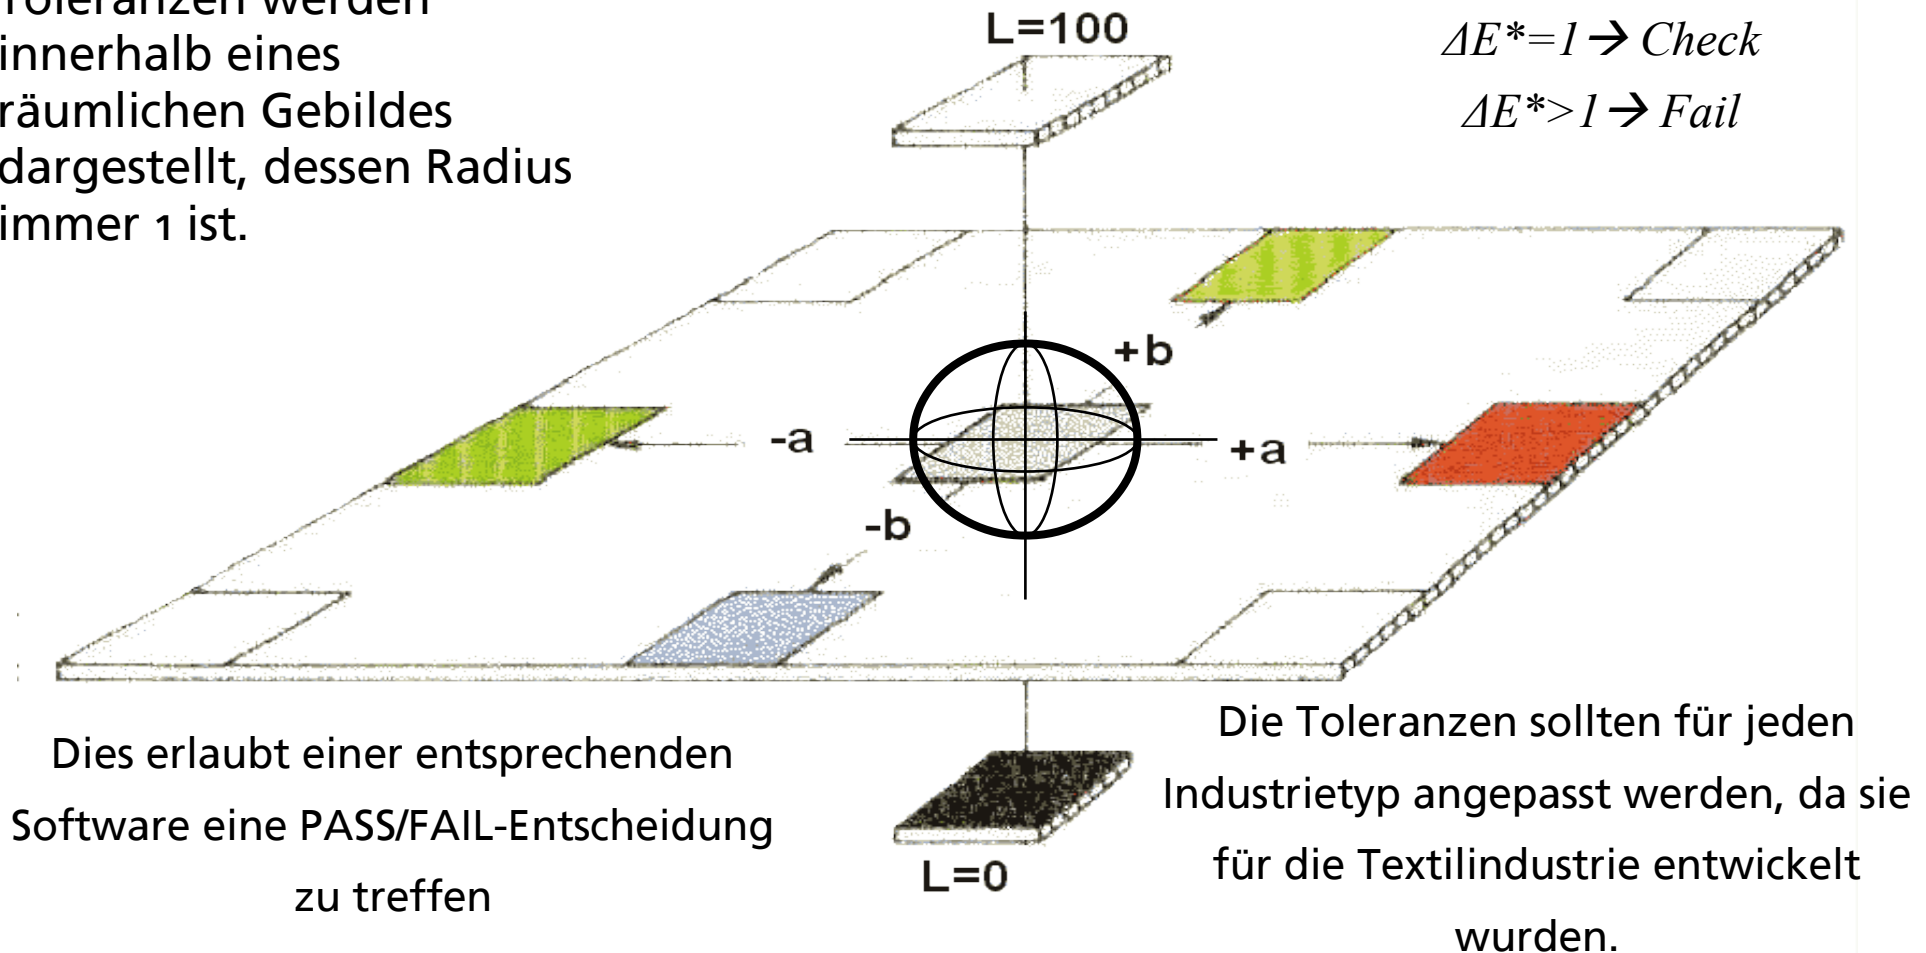 Toleranzen werden
innerhalb eines
räumlichen Gebildes
dargestellt, dessen Radius
immer 1 ist.
L=100
ΔE*=1→ Check
ΔE*>1→ Fail
+b
-a
+a
-b
Dies erlaubt einer entsprechenden
Software eine PASS/FAIL-Entscheidung
zu treffen
L=0
Die Toleranzen sollten für jeden
Industrietyp angepasst werden, da sie
für die Textilindustrie entwickelt
wurden.